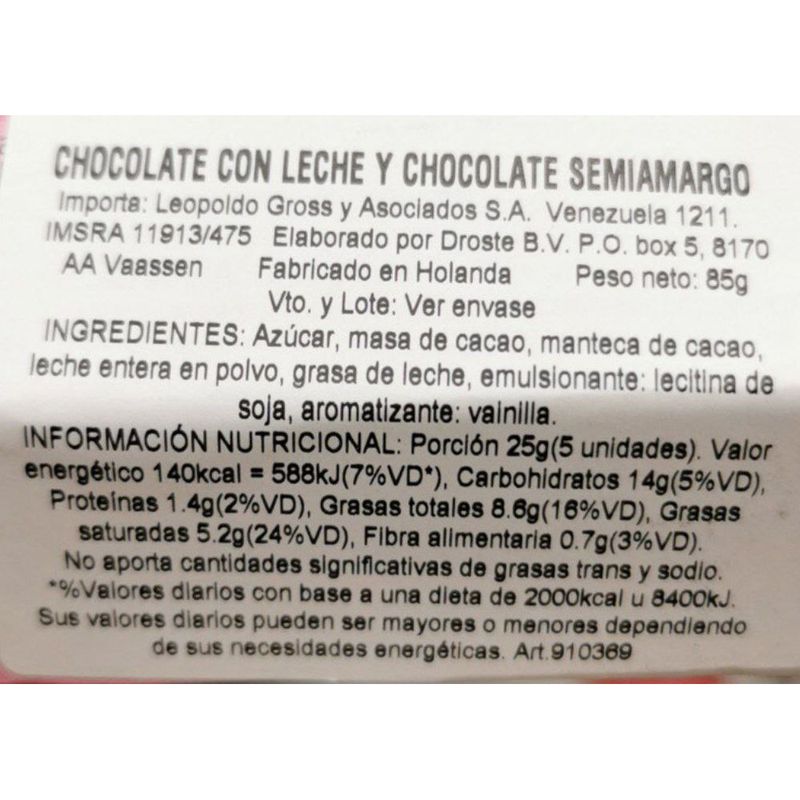 CHOCOLATE CON LECHE Y CHOCOLATE SEMIAMARGO
Importa: Leopoldo Gross y Asociados S.A. Venezuela 1211.
IMSRA 11913/475 Elaborado por Droste B.V. P.O. box 5, 8170
AA Vaassen Fabricado en Holanda Peso neto: 85g
Vto. y Lote: Ver envase
INGREDIENTES: Azúcar, masa de cacao, manteca de cacao,
leche entera en polvo, grasa de leche, emulsionante: lecitina de
soja, aromatizante: vainilla.
INFORMACIÓN NUTRICIONAL: Porción 25g(5 unidades). Valor
energético 140kcal = 588kJ(7%VD*), Carbohidratos 14g(5%VD),
Proteínas 1.4g(2%VD), Grasas totales 8.6g(16%VD), Grasas
saturadas 5.2g(24%VD), Fibra alimentaria 0.7g(3%VD).
No aporta cantidades significativas de grasas trans y sodio.
*%Valores diarios con base a una dieta de 2000kcal u 8400kJ.
Sus valores diarios pueden ser mayores o menores dependiendo
de sus necesidades energéticas. Art.910369